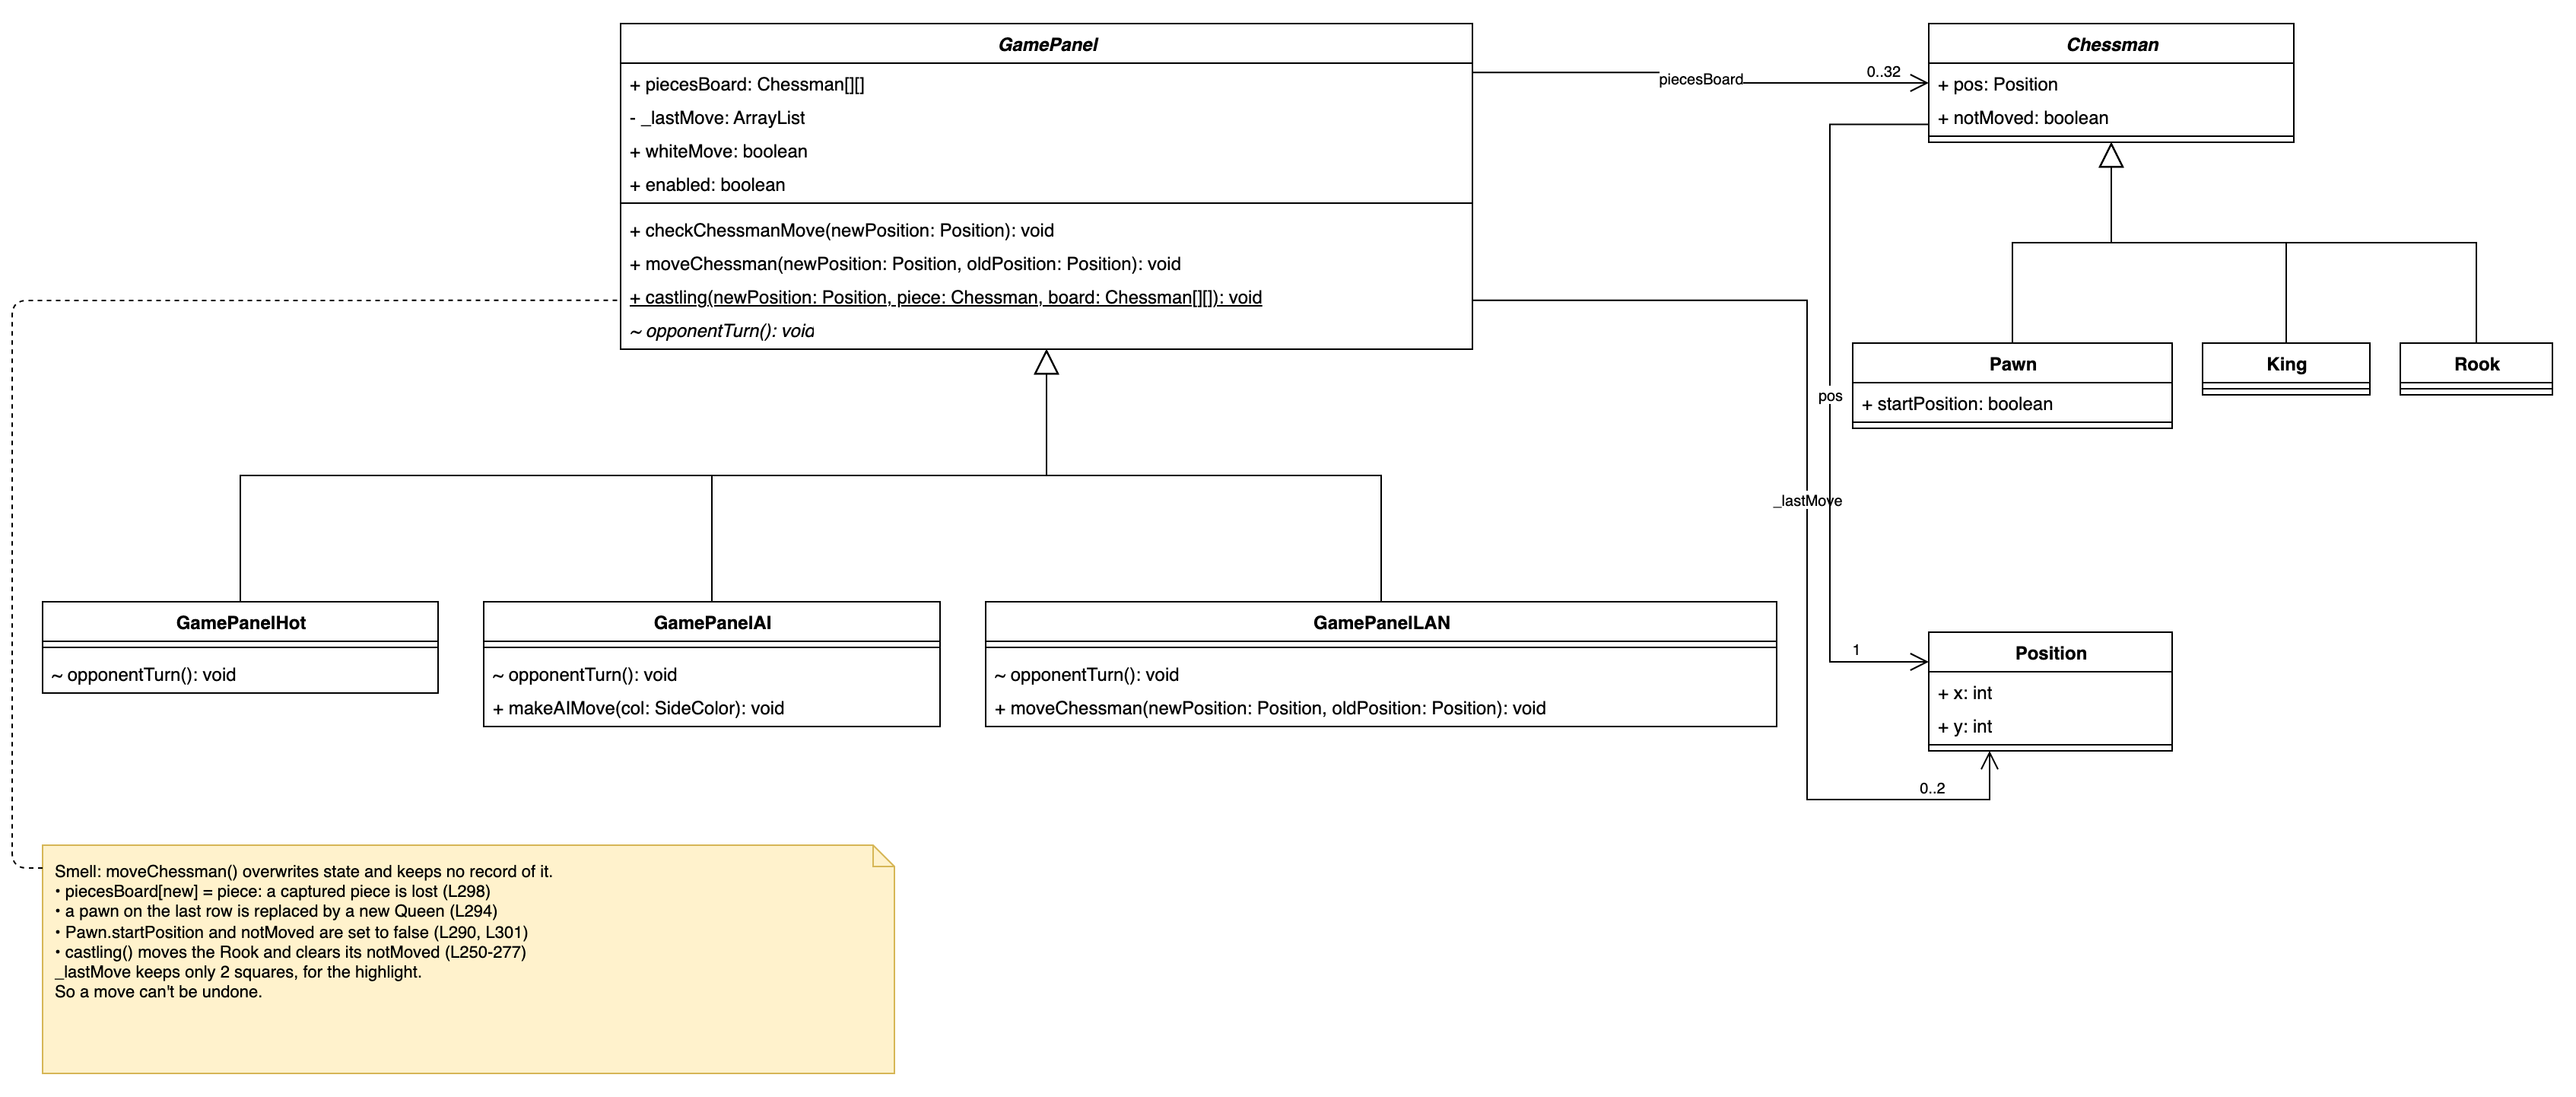 GamePanel
+ piecesBoard: Chessman[][]
- _lastMove: ArrayList
+ whiteMove: boolean
+ enabled: boolean
+ checkChessmanMove(newPosition: Position): void
+ moveChessman(newPosition: Position, oldPosition: Position): void
+ castling(newPosition: Position, piece: Chessman, board: Chessman[][]): void
~ opponentTurn(): void
piecesBoard
0..32
Chessman
+ pos: Position
+ notMoved: boolean
Pawn
+ startPosition: boolean
King
Rook
pos
_lastMove
GamePanelHot
~ opponentTurn(): void
GamePanelAI
~ opponentTurn(): void
+ makeAIMove(col: SideColor): void
GamePanelLAN
~ opponentTurn(): void
+ moveChessman(newPosition: Position, oldPosition: Position): void
1
Position
+ x: int
+ y: int
0..2
Smell: moveChessman() overwrites state and keeps no record of it.
• piecesBoard[new] = piece: a captured piece is lost (L298)
• a pawn on the last row is replaced by a new Queen (L294)
• Pawn.startPosition and notMoved are set to false (L290, L301)
• castling() moves the Rook and clears its notMoved (L250-277)
_lastMove keeps only 2 squares, for the highlight.
So a move can't be undone.